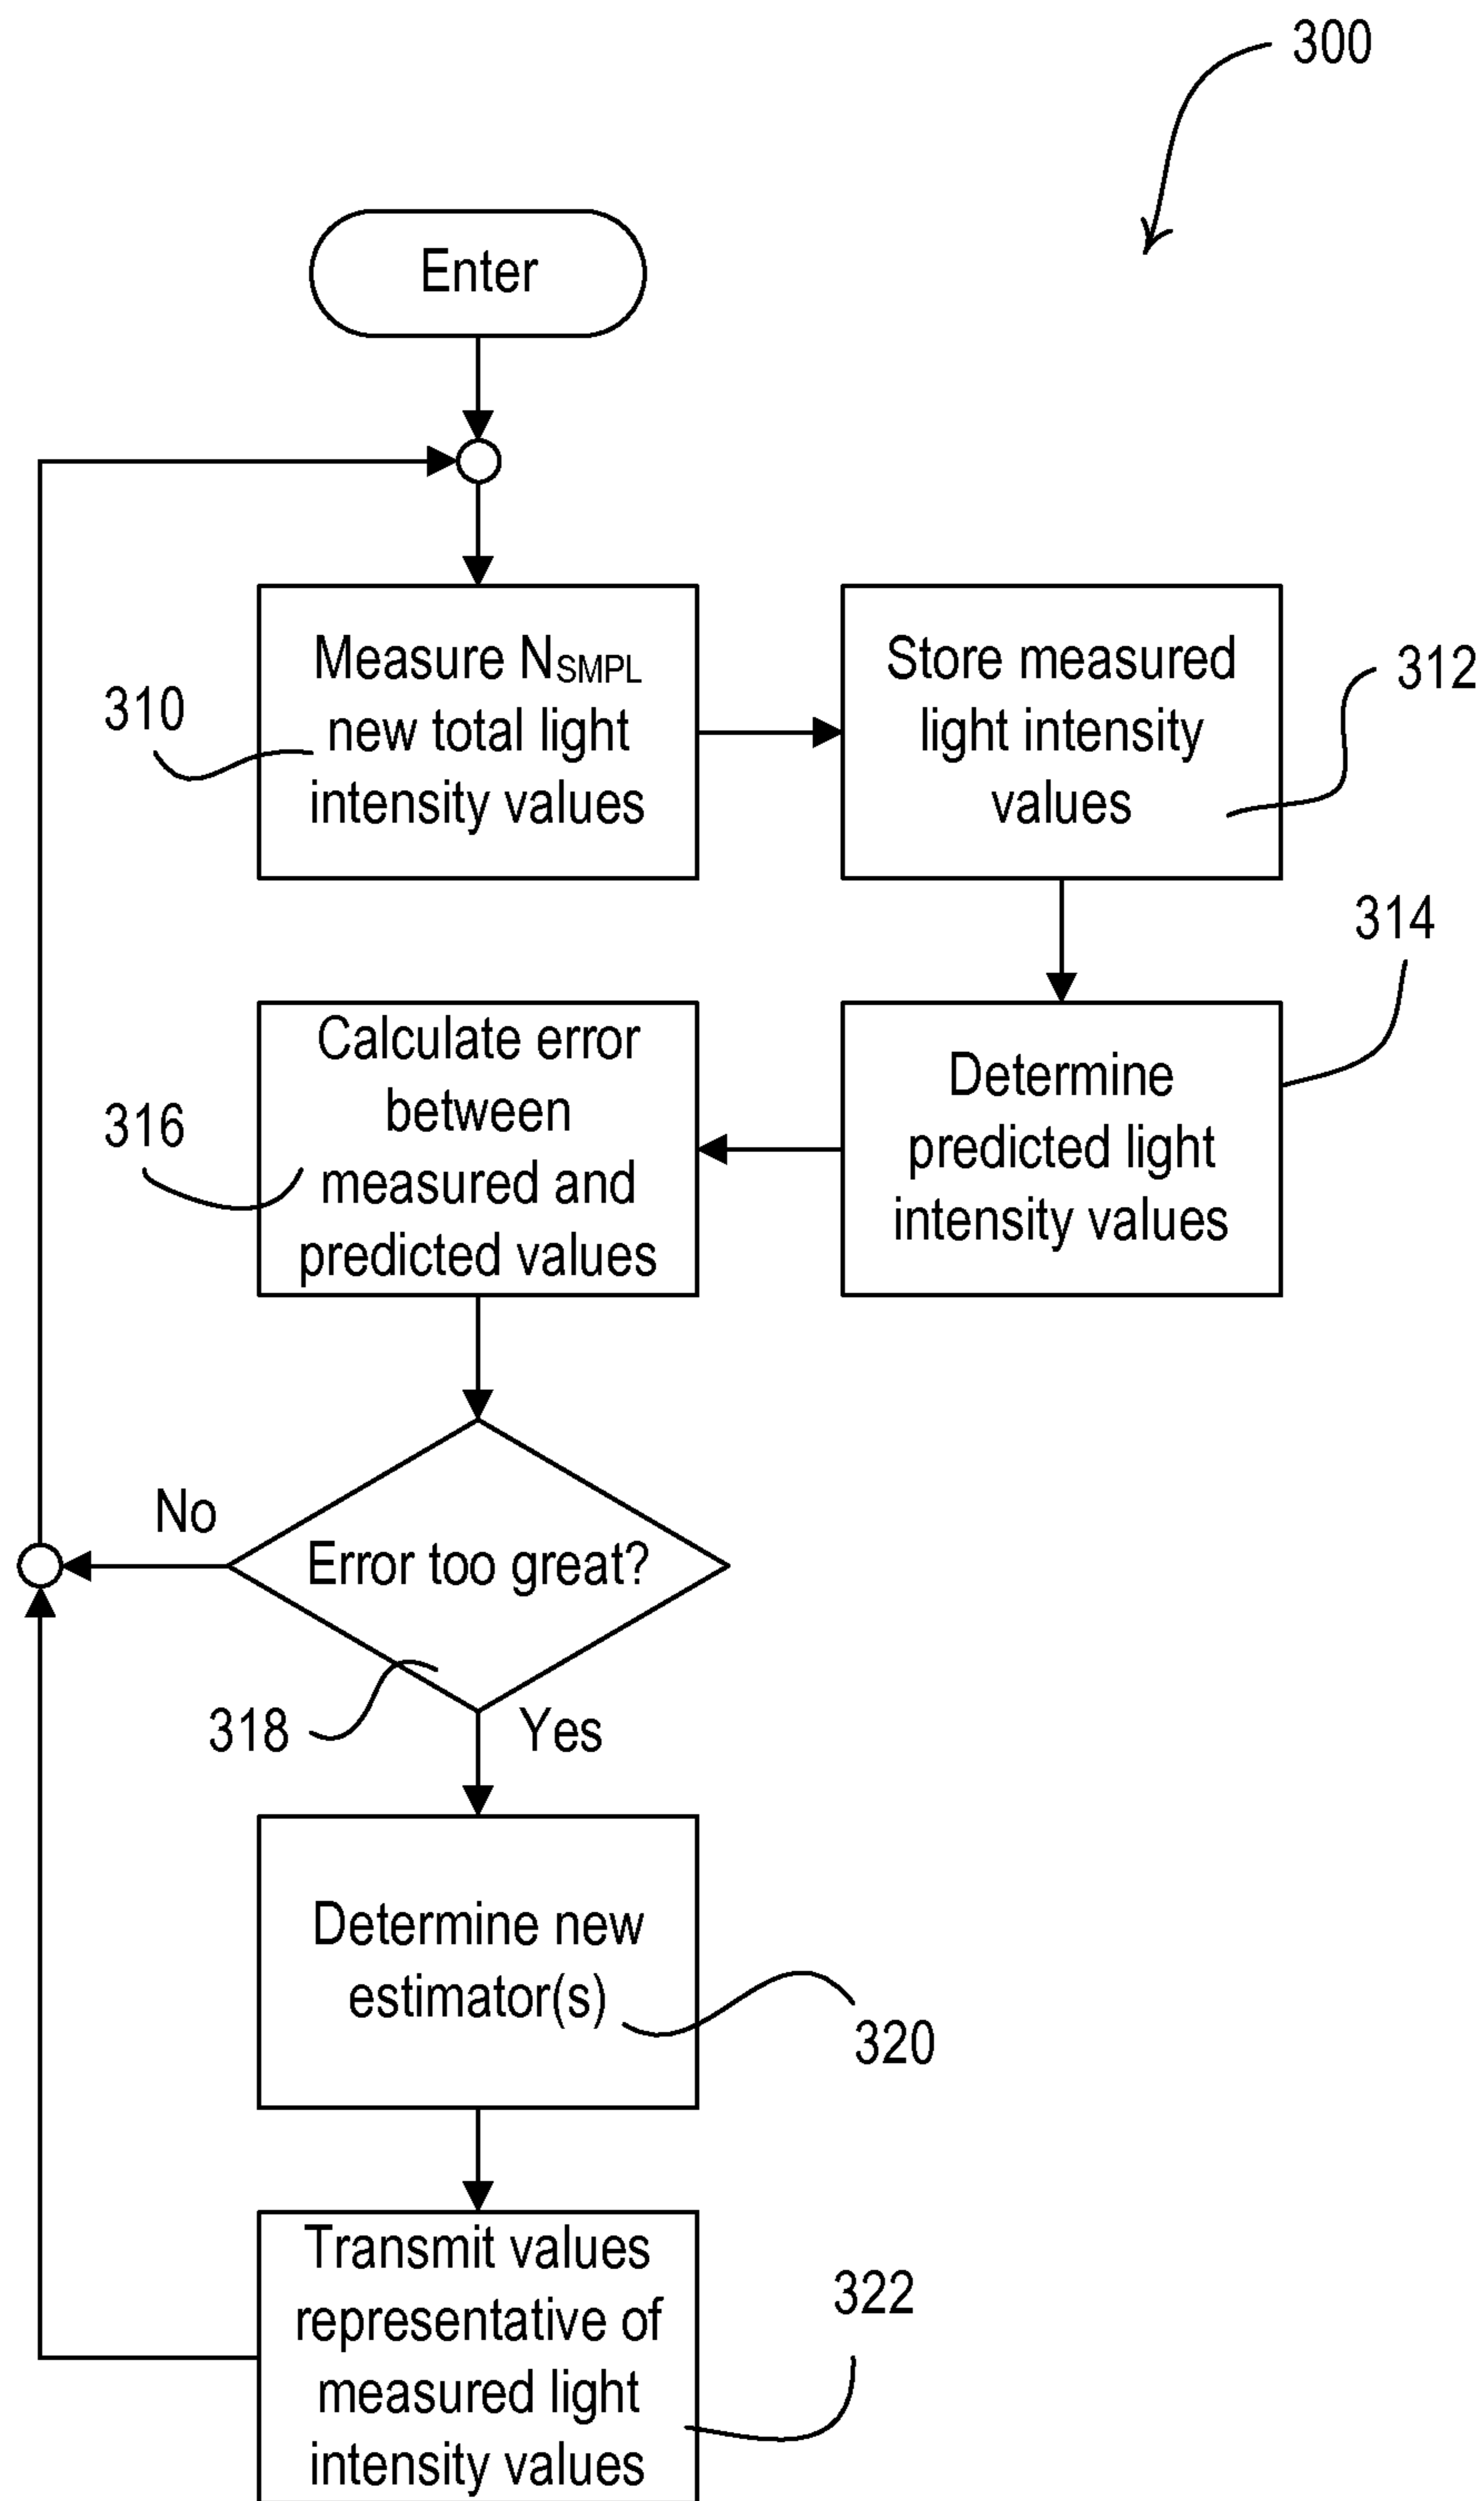 300
Enter
Measure NSMPL
new total light
intensity values
310
Store measured
light intensity
values
312
314
Calculate error
between
measured and
predicted values
316
Determine
predicted light
intensity values
No
Error too great?
318
Yes
Determine new
estimator(s)
320
Transmit values
representative of
measured light
intensity values
322